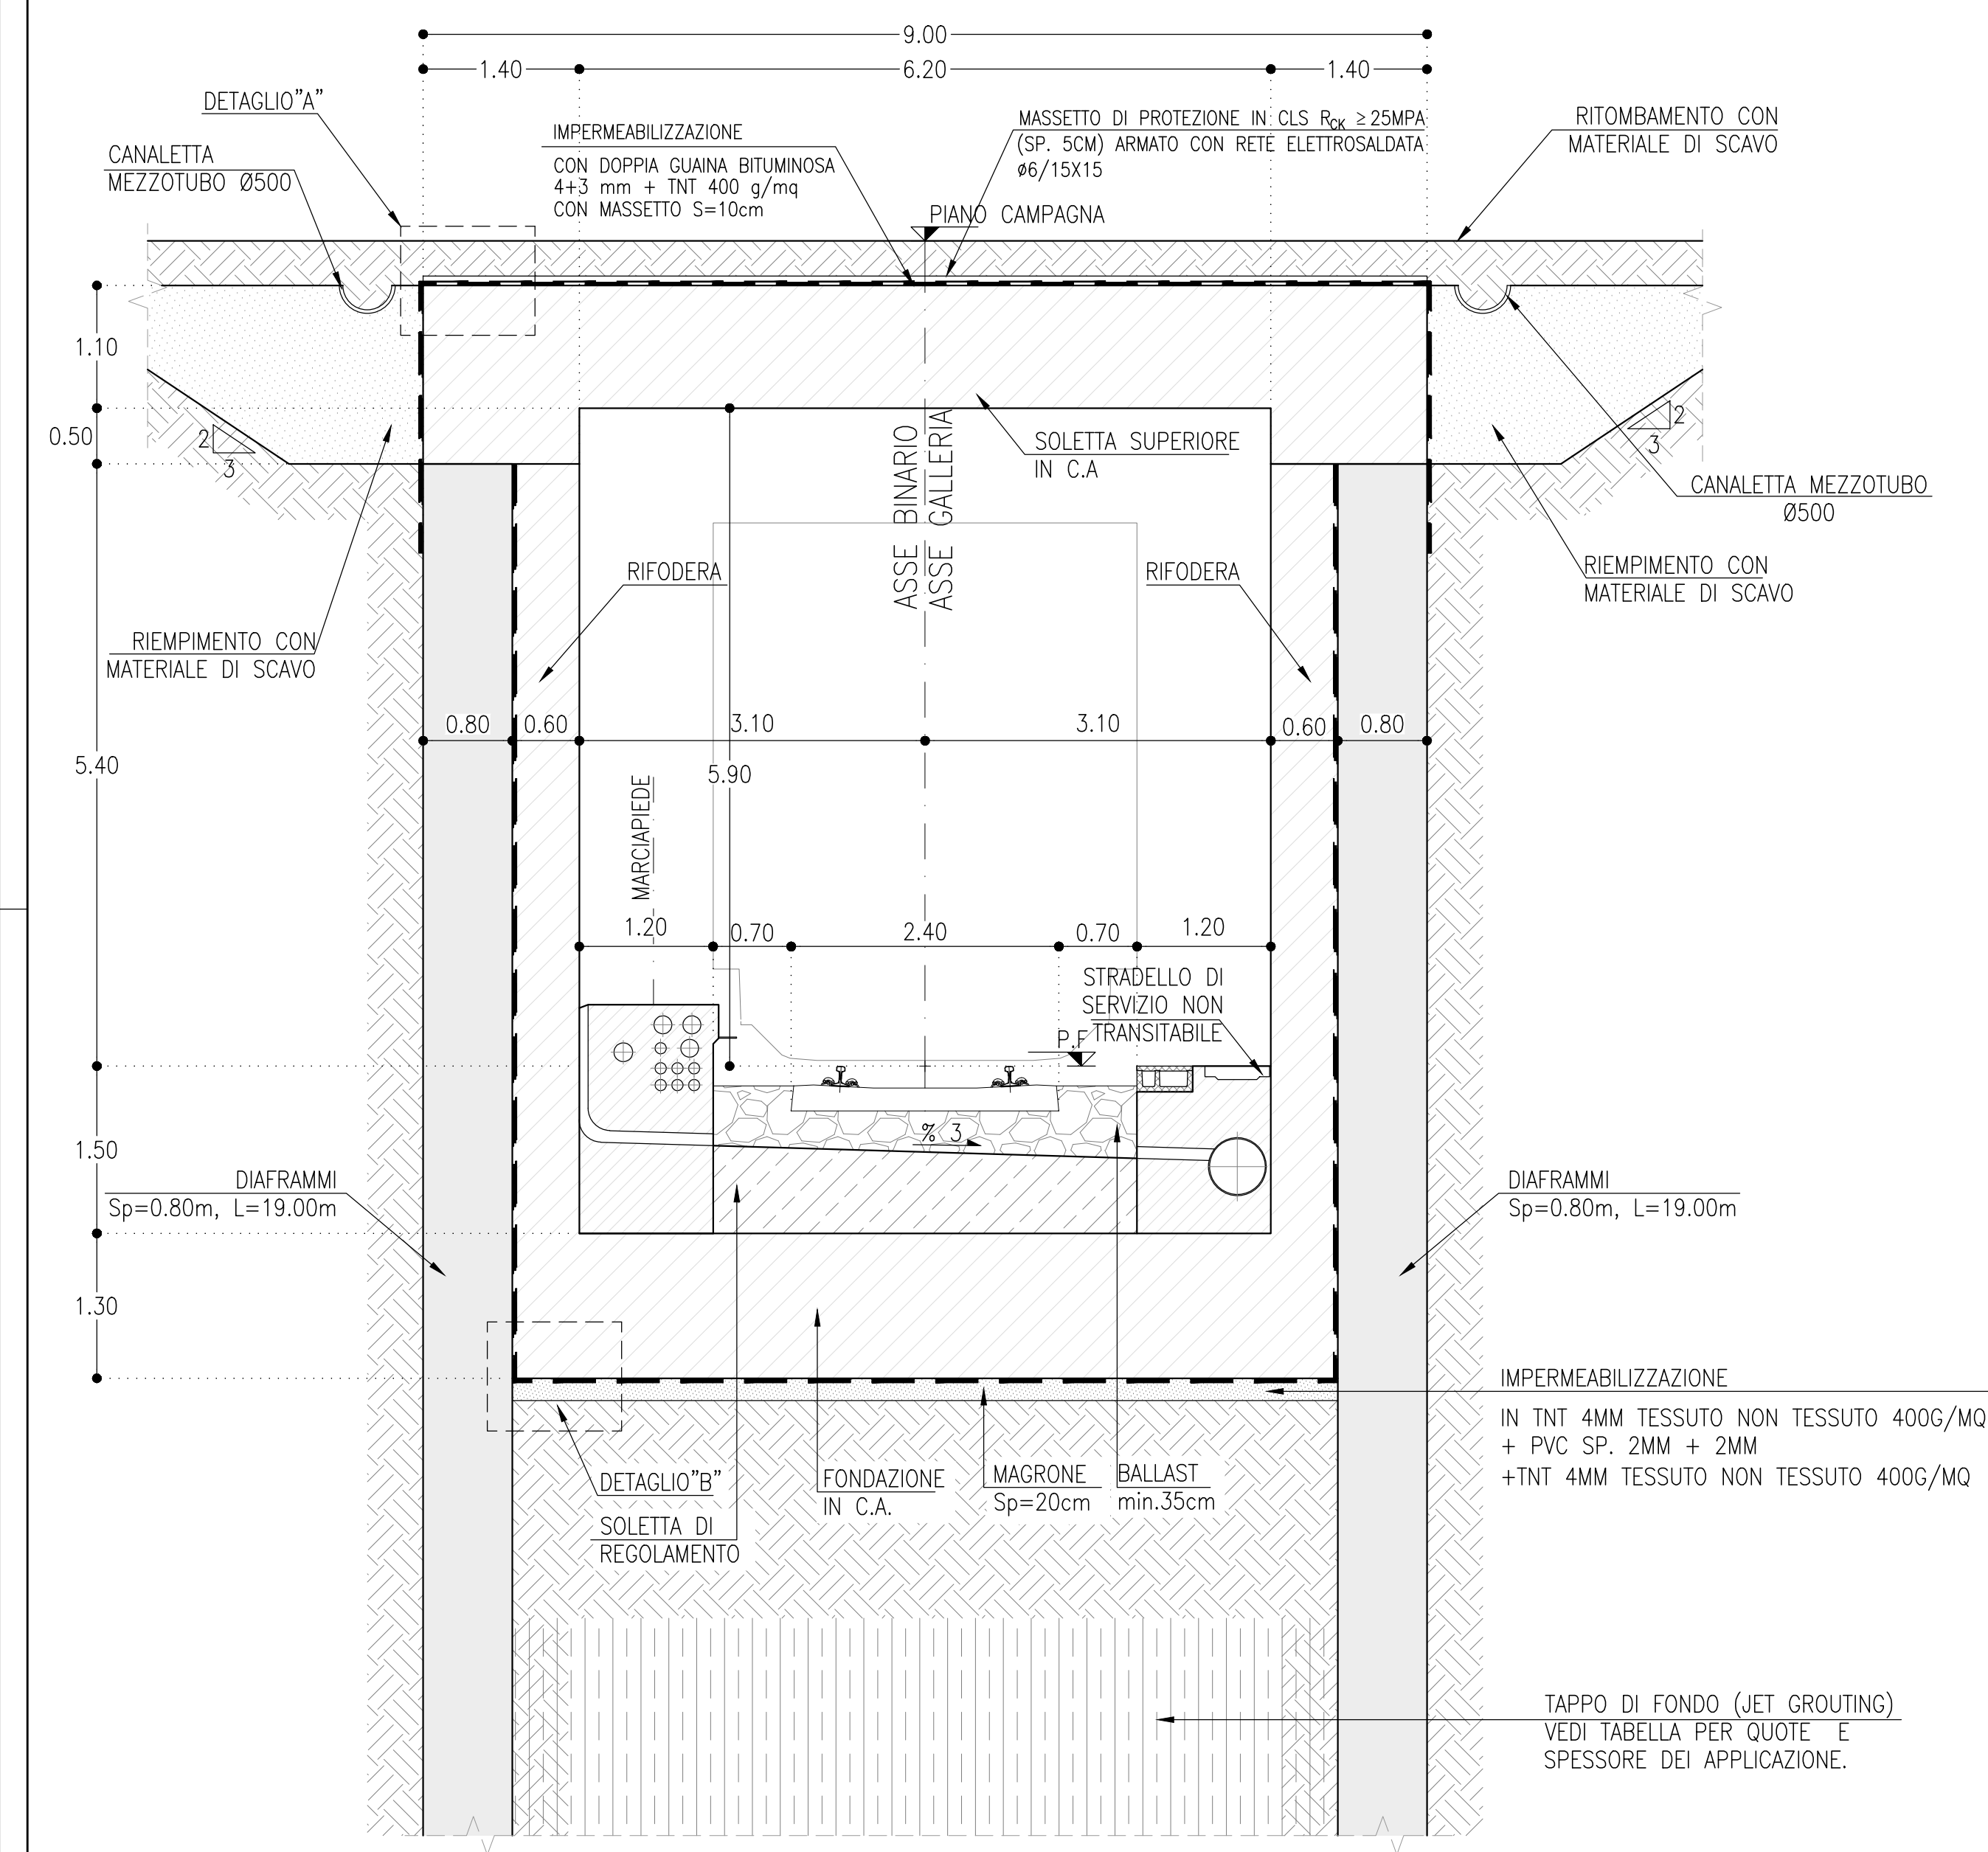 9.00
1.40
6.20
1.40
DETAGLIO"A"
CANALETTA
MEZZOTUBO Ø500
IMPERMEABILIZZAZIONE
CON DOPPIA GUAINA BITUMINOSA
4+3 mm + TNT 400 g/mq
CON MASSETTO S=10cm
MASSETTO DI PROTEZIONE IN CLS RCK ≥25MPA
(SP. 5CM) ARMATO CON RETE ELETTROSALDATA
ø6/15X15
RITOMBAMENTO CON
MATERIALE DI SCAVO
PIANO CAMPAGNA
1.10
0.50
5.40
1.50
1.30
2
3
2
3
SOLETTA SUPERIORE
IN C.A
ASSE BINARIO
ASSE GALLERIA
CANALETTA MEZZOTUBO
Ø500
RIFODERA
RIFODERA
RIEMPIMENTO CON
MATERIALE DI SCAVO
RIEMPIMENTO CON
MATERIALE DI SCAVO
0.80
0.60
3.10
3.10
0.60
0.80
5.90
MARCIAPIEDE
1.20
0.70
2.40
0.70
1.20
STRADELLO DI
SERVIZIO NON
TRANSITABILE
P.F
% 3
DIAFRAMMI
Sp=0.80m, L=19.00m
DIAFRAMMI
Sp=0.80m, L=19.00m
IMPERMEABILIZZAZIONE
IN TNT 4MM TESSUTO NON TESSUTO 400G/MQ
+ PVC SP. 2MM + 2MM
+TNT 4MM TESSUTO NON TESSUTO 400G/MQ
DETAGLIO"B"
SOLETTA DI
REGOLAMENTO
FONDAZIONE
IN C.A.
MAGRONE
Sp=20cm
BALLAST
min.35cm
TAPPO DI FONDO (JET GROUTING)
VEDI TABELLA PER QUOTE E
SPESSORE DEI APPLICAZIONE.